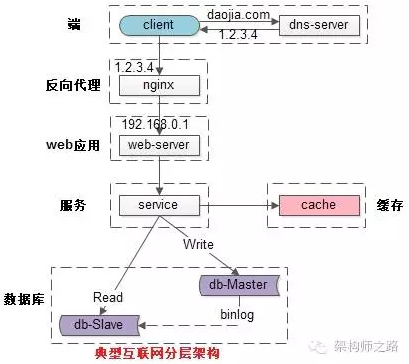 daojia.com
端 client dns-server
1.2.3.4
1.2.3.4
反向代理 nginx
192.168.0.1
web应用 web-server
服务 service cache 缓存
Write
数据库 db-Master
Read binlog
db-Slave
典型互联网分层架构
架构师之路